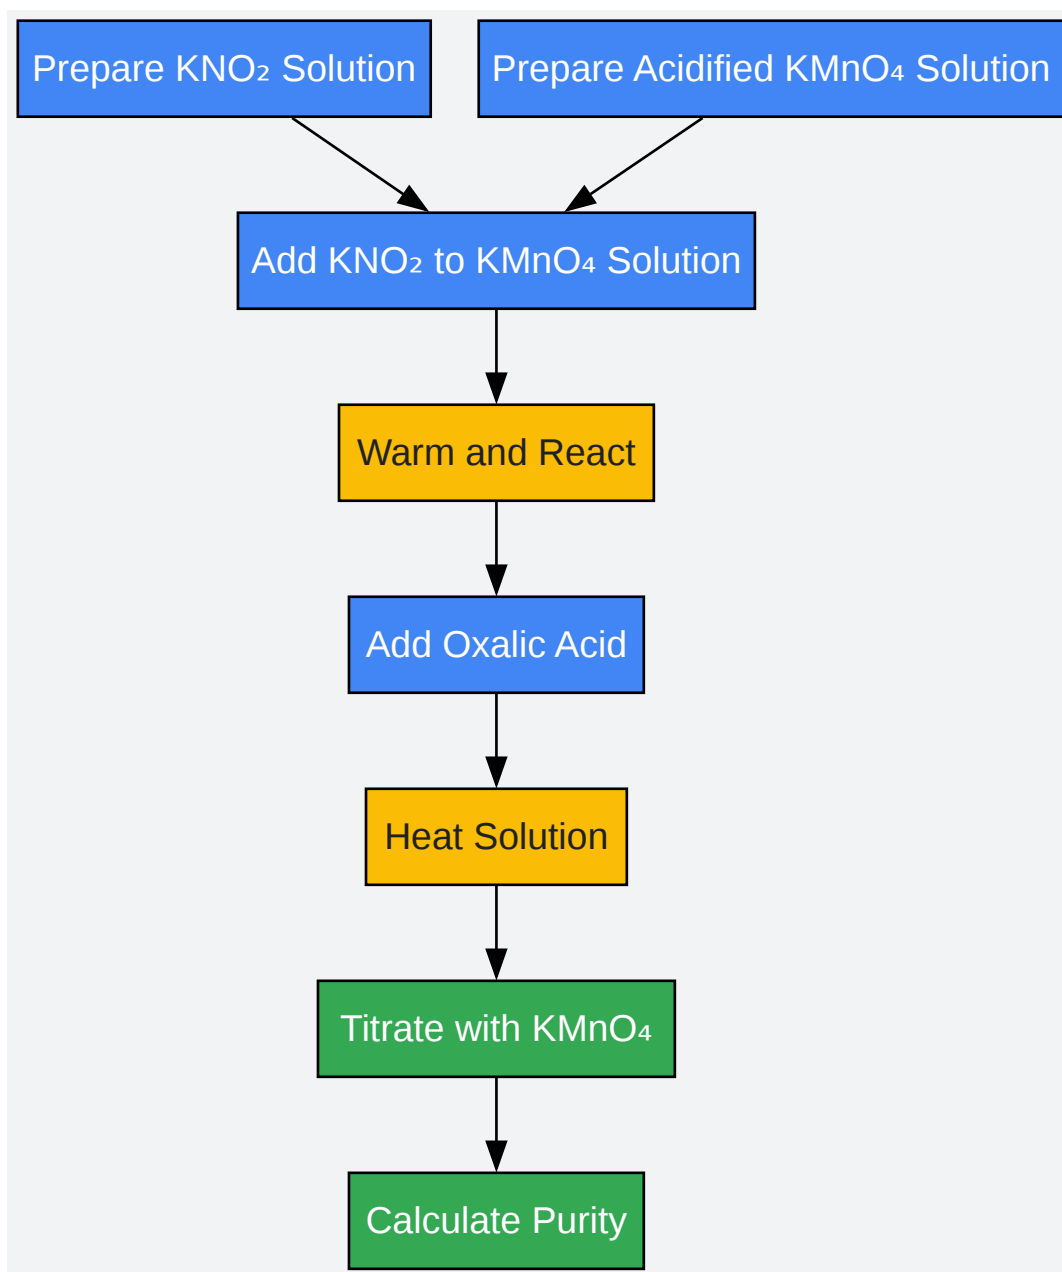 Prepare KNO₂ Solution
Prepare Acidified KMnO₄ Solution
Add KNO₂ to KMnO₄ Solution
Warm and React
Add Oxalic Acid
Heat Solution
Titrate with KMnO₄
Calculate Purity